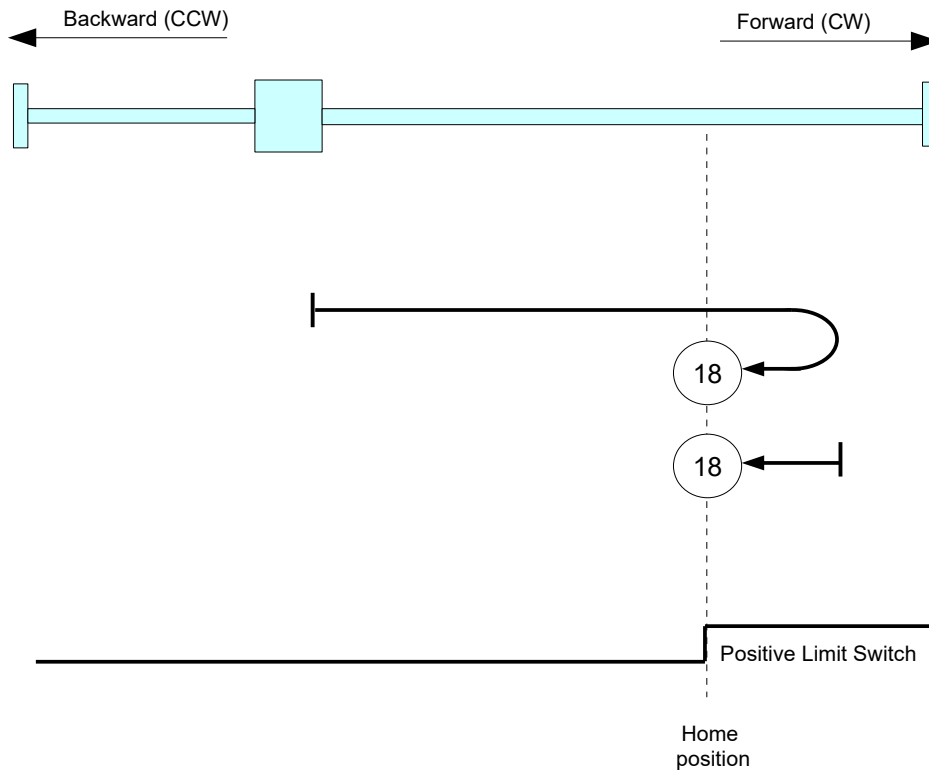 Backward (CCW)
Forward (CW)
18
18
Positive Limit Switch
Home
position